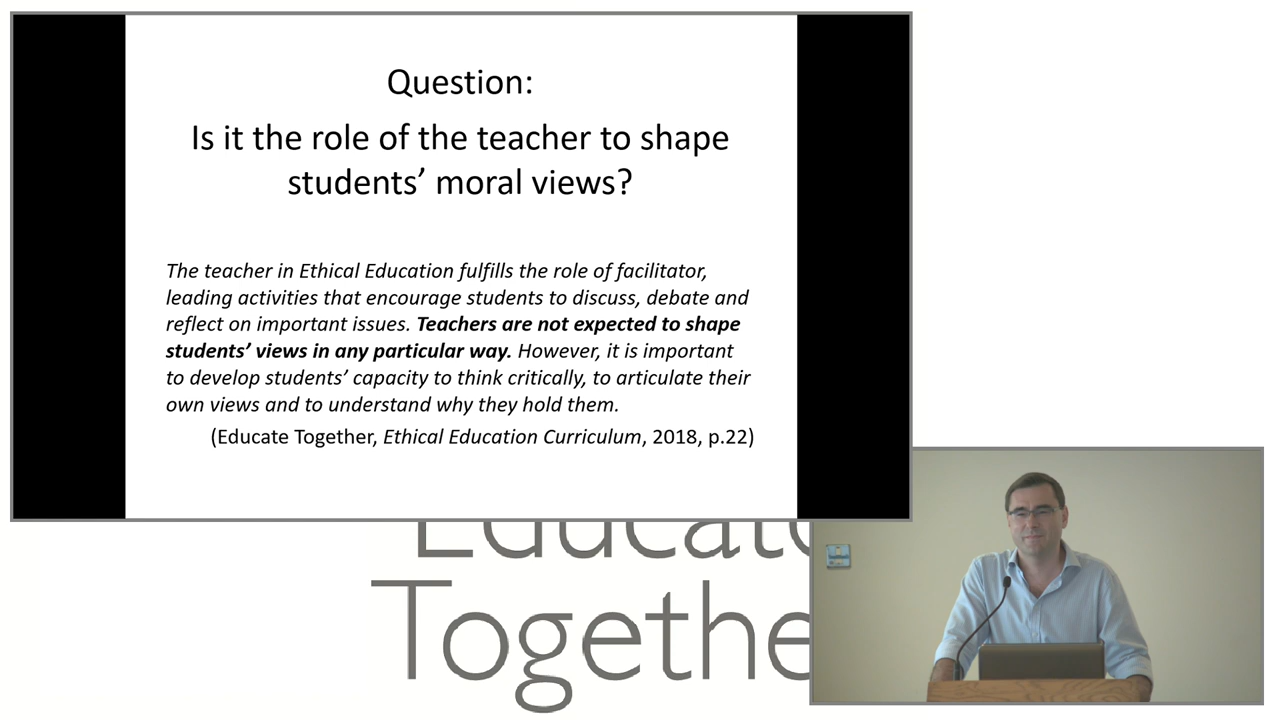 Question:
Is it the role of the teacher to shape
students’ moral views?
The teacher in Ethical Education fulfills the role of facilitator,
leading activities that encourage students to discuss, debate and
reflect on important issues. Teachers are not expected to shape
students’ views in any particular way. However, it is important
to develop students’ capacity to think critically, to articulate their
own views and to understand why they hold them.
(Educate Together, Ethical Education Curriculum, 2018, p.22)
Educate
Together